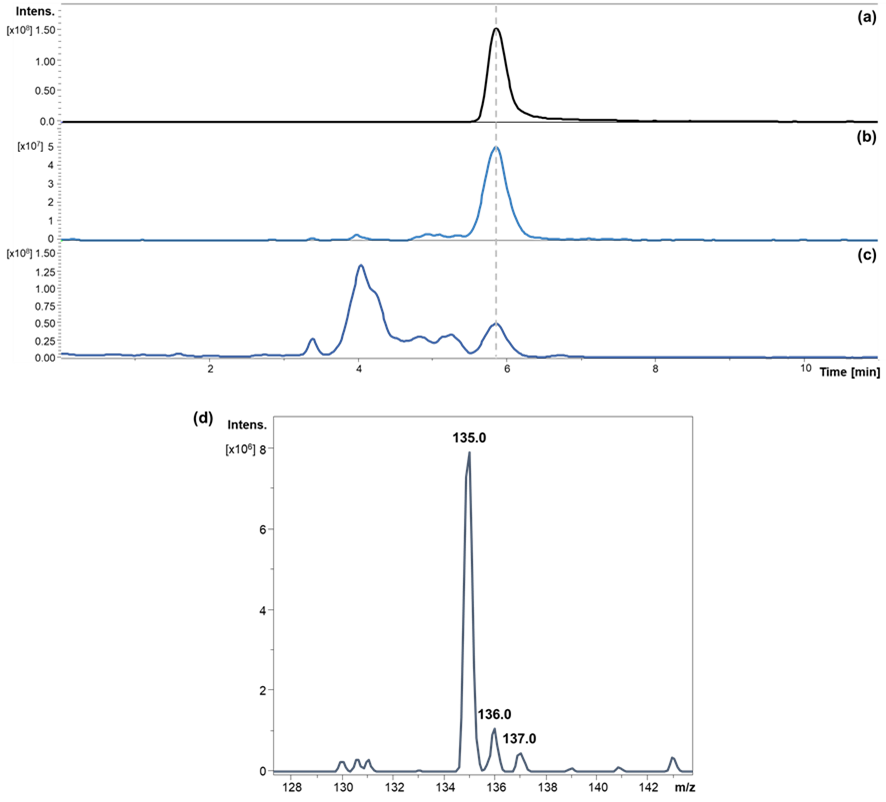 Intens.
(a)
[x10⁸] 1.50
1.00
0.50
0.0
(b)
[x10⁷] 5
4
3
2
1
0
(c)
[x10⁸] 1.50
1.25
1.00
0.75
0.50
0.25
0.00
2 4 6 8 10 Time [min]
(d)
Intens.
[x10⁶] 8
135.0
6
4
2
136.0
137.0
0
128 130 132 134 136 138 140 142 m/z